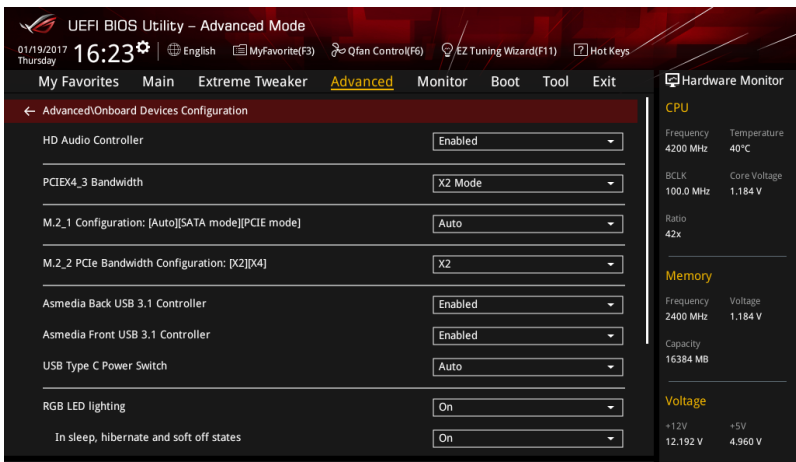 UEFI BIOS Utility – Advanced Mode
01/19/2017 Thursday 16:23 English MyFavorite(F3) Qfan Control(F6) EZ Tuning Wizard(F11) ? Hot Keys
My Favorites Main Extreme Tweaker Advanced Monitor Boot Tool Exit
← Advanced\Onboard Devices Configuration
HD Audio Controller Enabled
PCIEX4_3 Bandwidth X2 Mode
M.2_1 Configuration: [Auto][SATA mode][PCIE mode] Auto
M.2_2 PCIe Bandwidth Configuration: [X2][X4] X2
Asmedia Back USB 3.1 Controller Enabled
Asmedia Front USB 3.1 Controller Enabled
USB Type C Power Switch Auto
RGB LED lighting On
In sleep, hibernate and soft off states On
Hardware Monitor
CPU
Frequency Temperature
4200 MHz 40°C
BCLK Core Voltage
100.0 MHz 1.184 V
Ratio
42x
Memory
Frequency Voltage
2400 MHz 1.184 V
Capacity
16384 MB
Voltage
+12V +5V
12.192 V 4.960 V